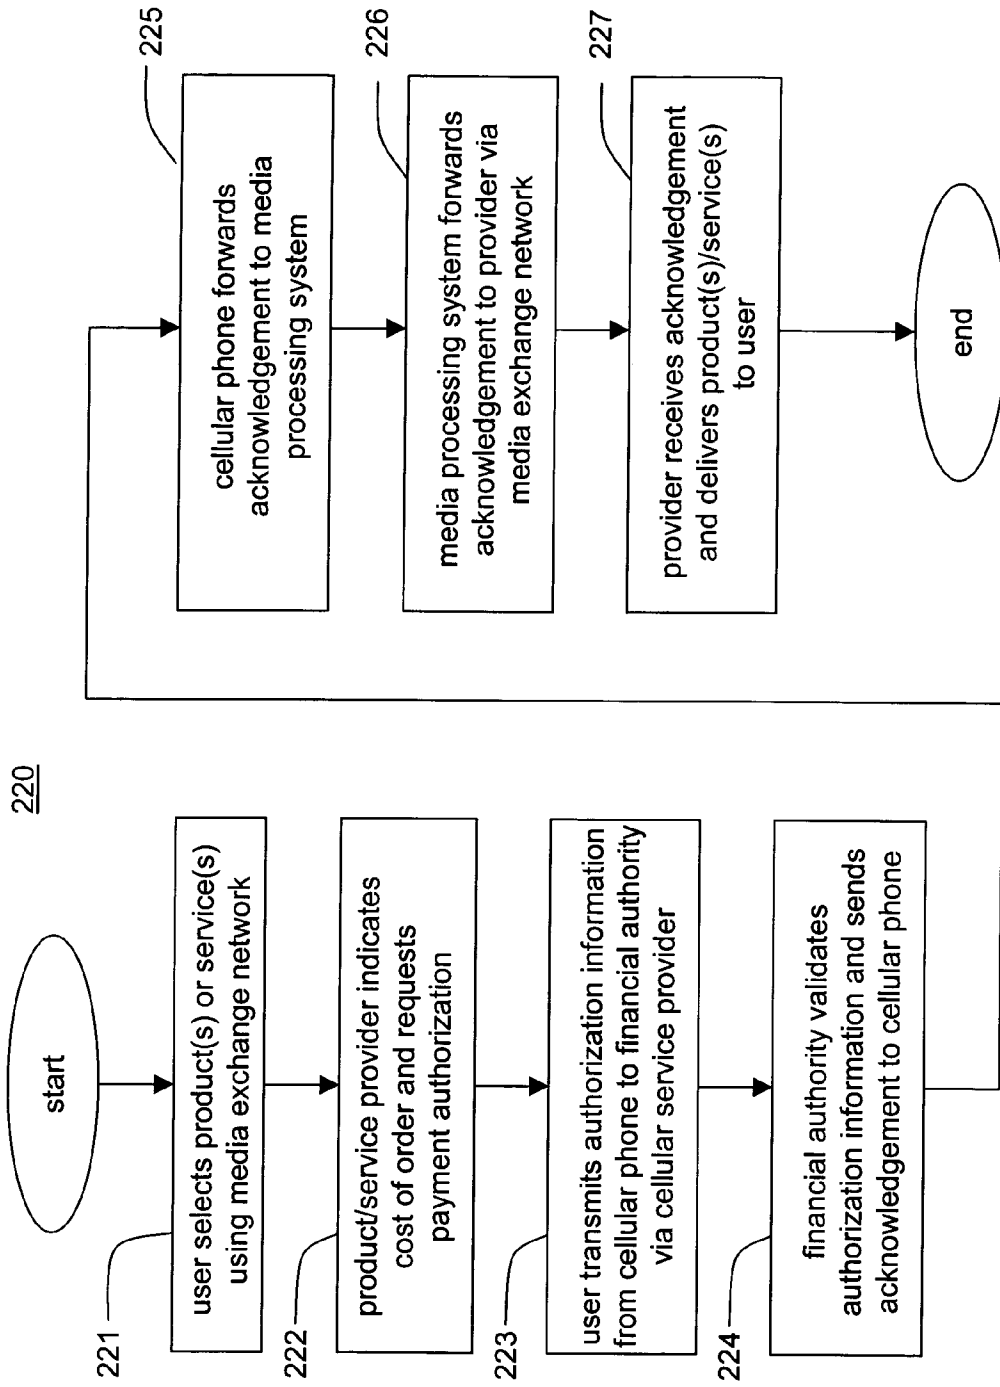 220
start
221
user selects product(s) or service(s)
using media exchange network
222
product/service provider indicates
cost of order and requests
payment authorization
223
user transmits authorization information
from cellular phone to financial authority
via cellular service provider
224
financial authority validates
authorization information and sends
acknowledgement to cellular phone
225
cellular phone forwards
acknowledgement to media
processing system
226
media processing system forwards
acknowledgement to provider via
media exchange network
227
provider receives acknowledgement
and delivers product(s)/service(s)
to user
end